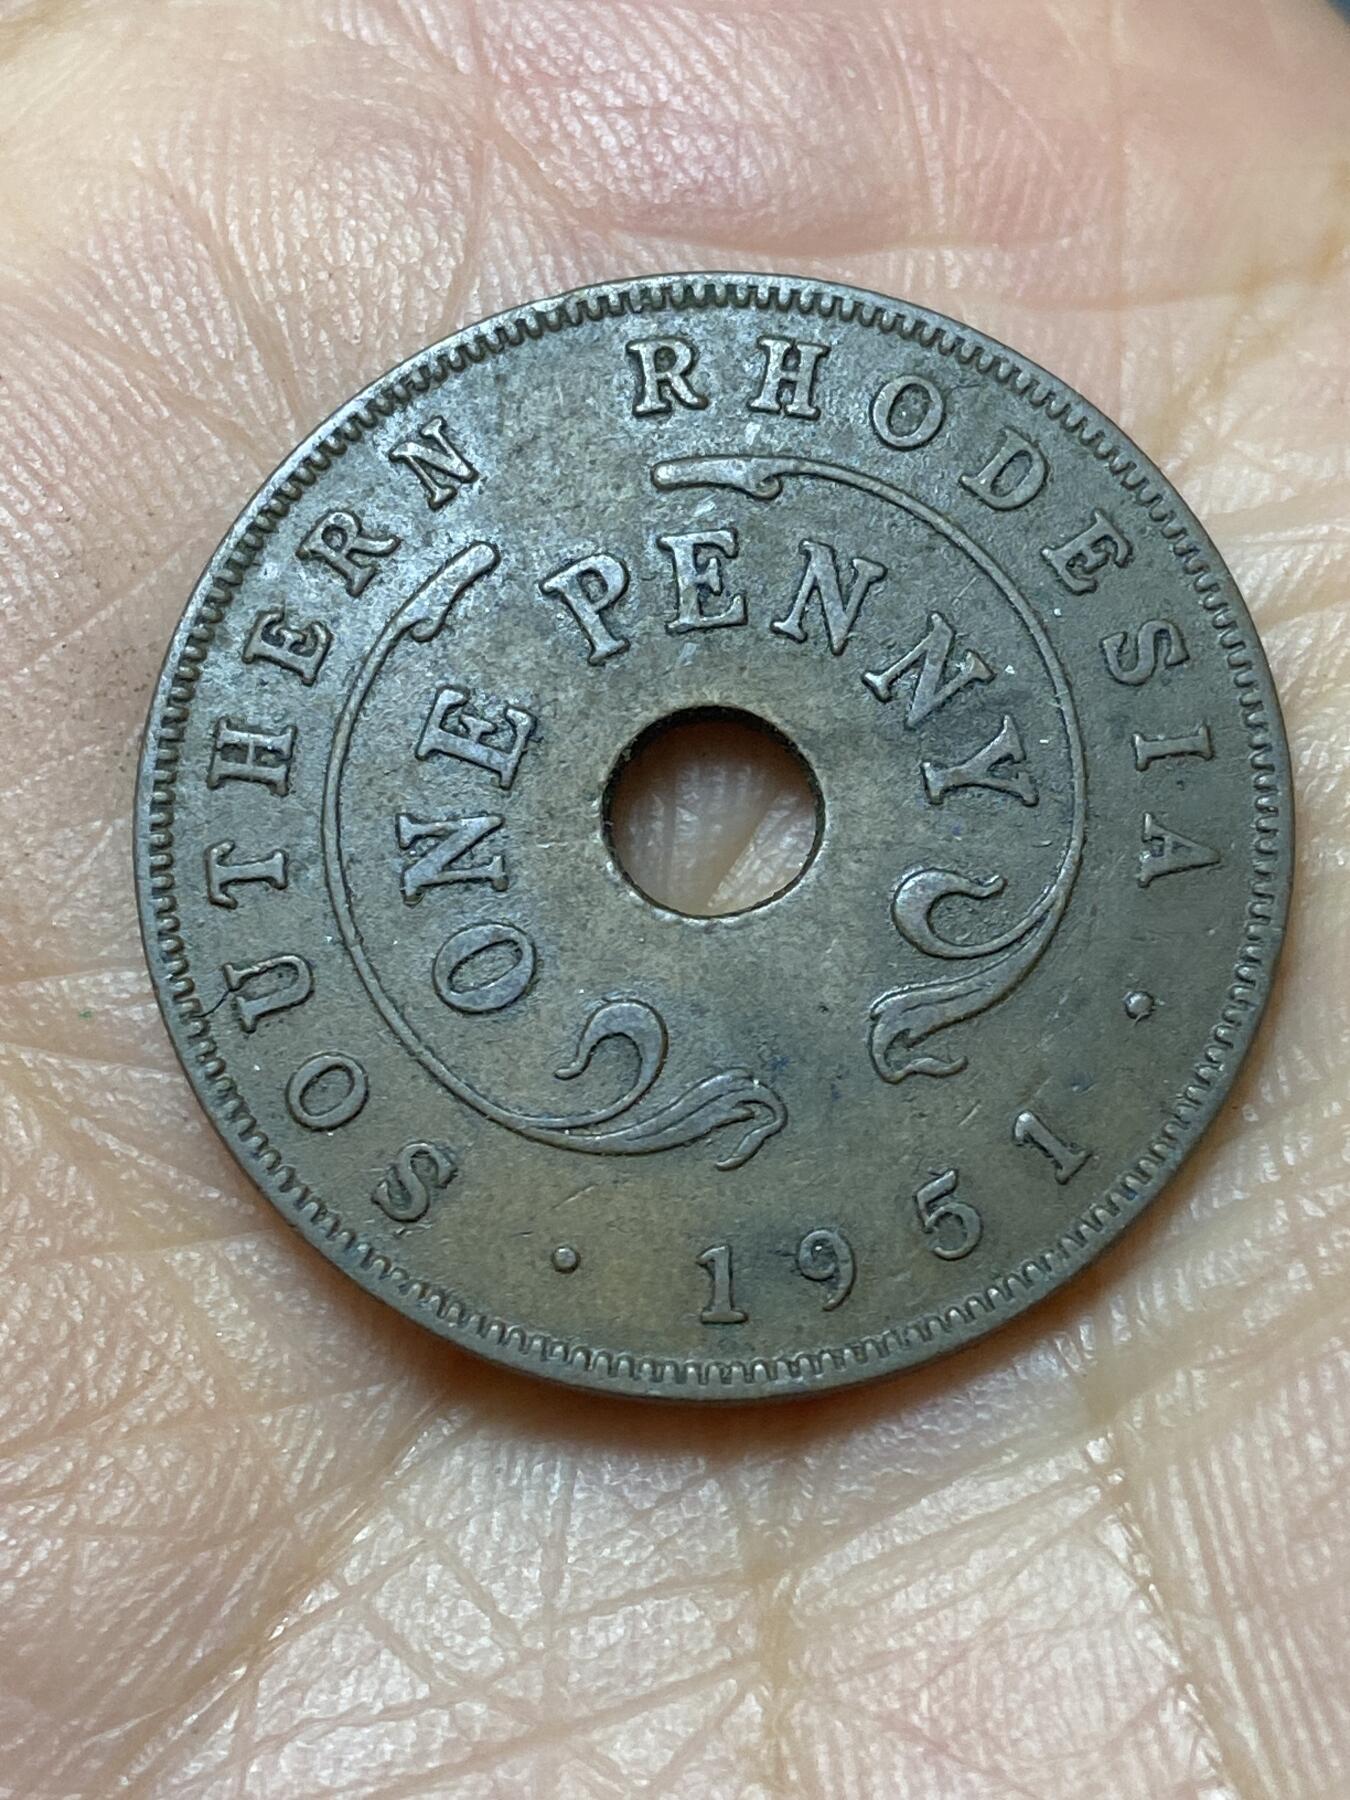 SOUTHERN RHODESIA
· 1951 ·
ONE PENNY